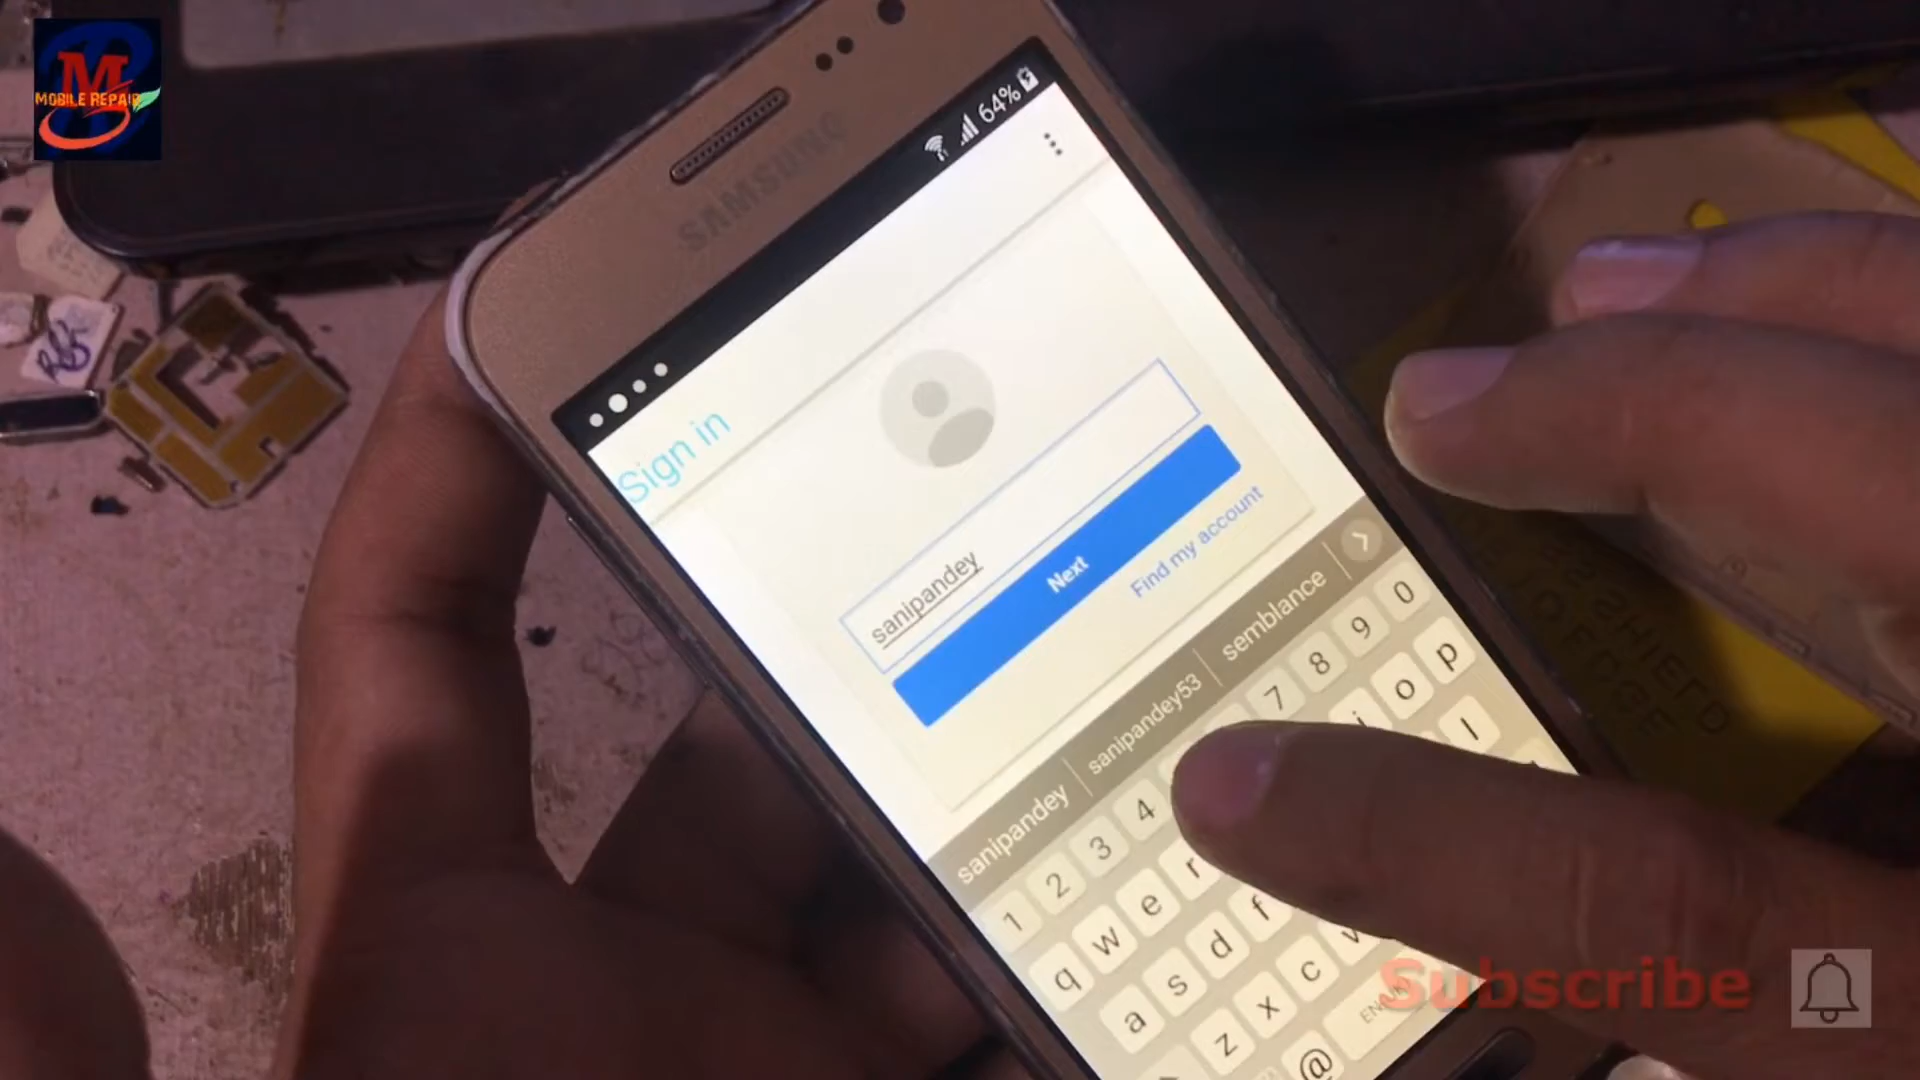 M
MOBILE REPAIR
SAMSUNG
64%
Sign in
sanipandey
Next
Find my account
sanipandey
sanipandey53
semblance
1 2 3 4 7 8 9 0
q w e r i o p
a s d f l
z x c v
@
Subscribe